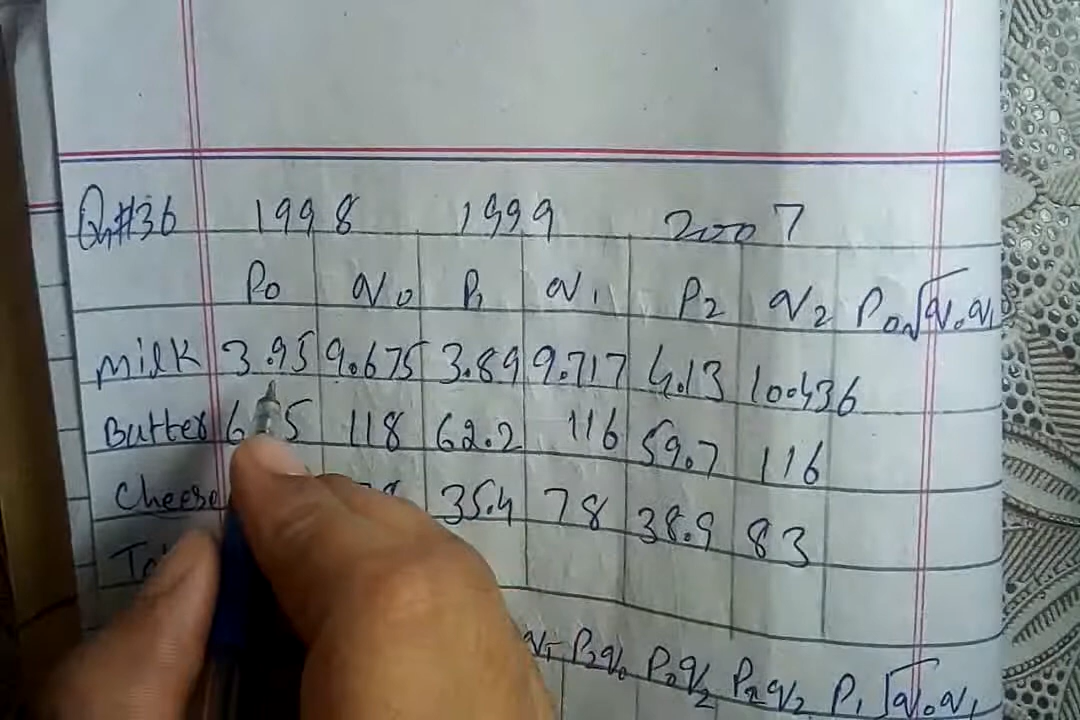 Q#36 1998 1999 2007
P0 q0 P1 q1 P2 q2 P0√q0q1
Milk 3.95 9.675 3.89 9.717 4.13 10.436
Butter 118 62.2 116 59.7 116
Cheese 35.4 78 38.9 83
P2q0 P0q2 P2q2 P1√q0q1